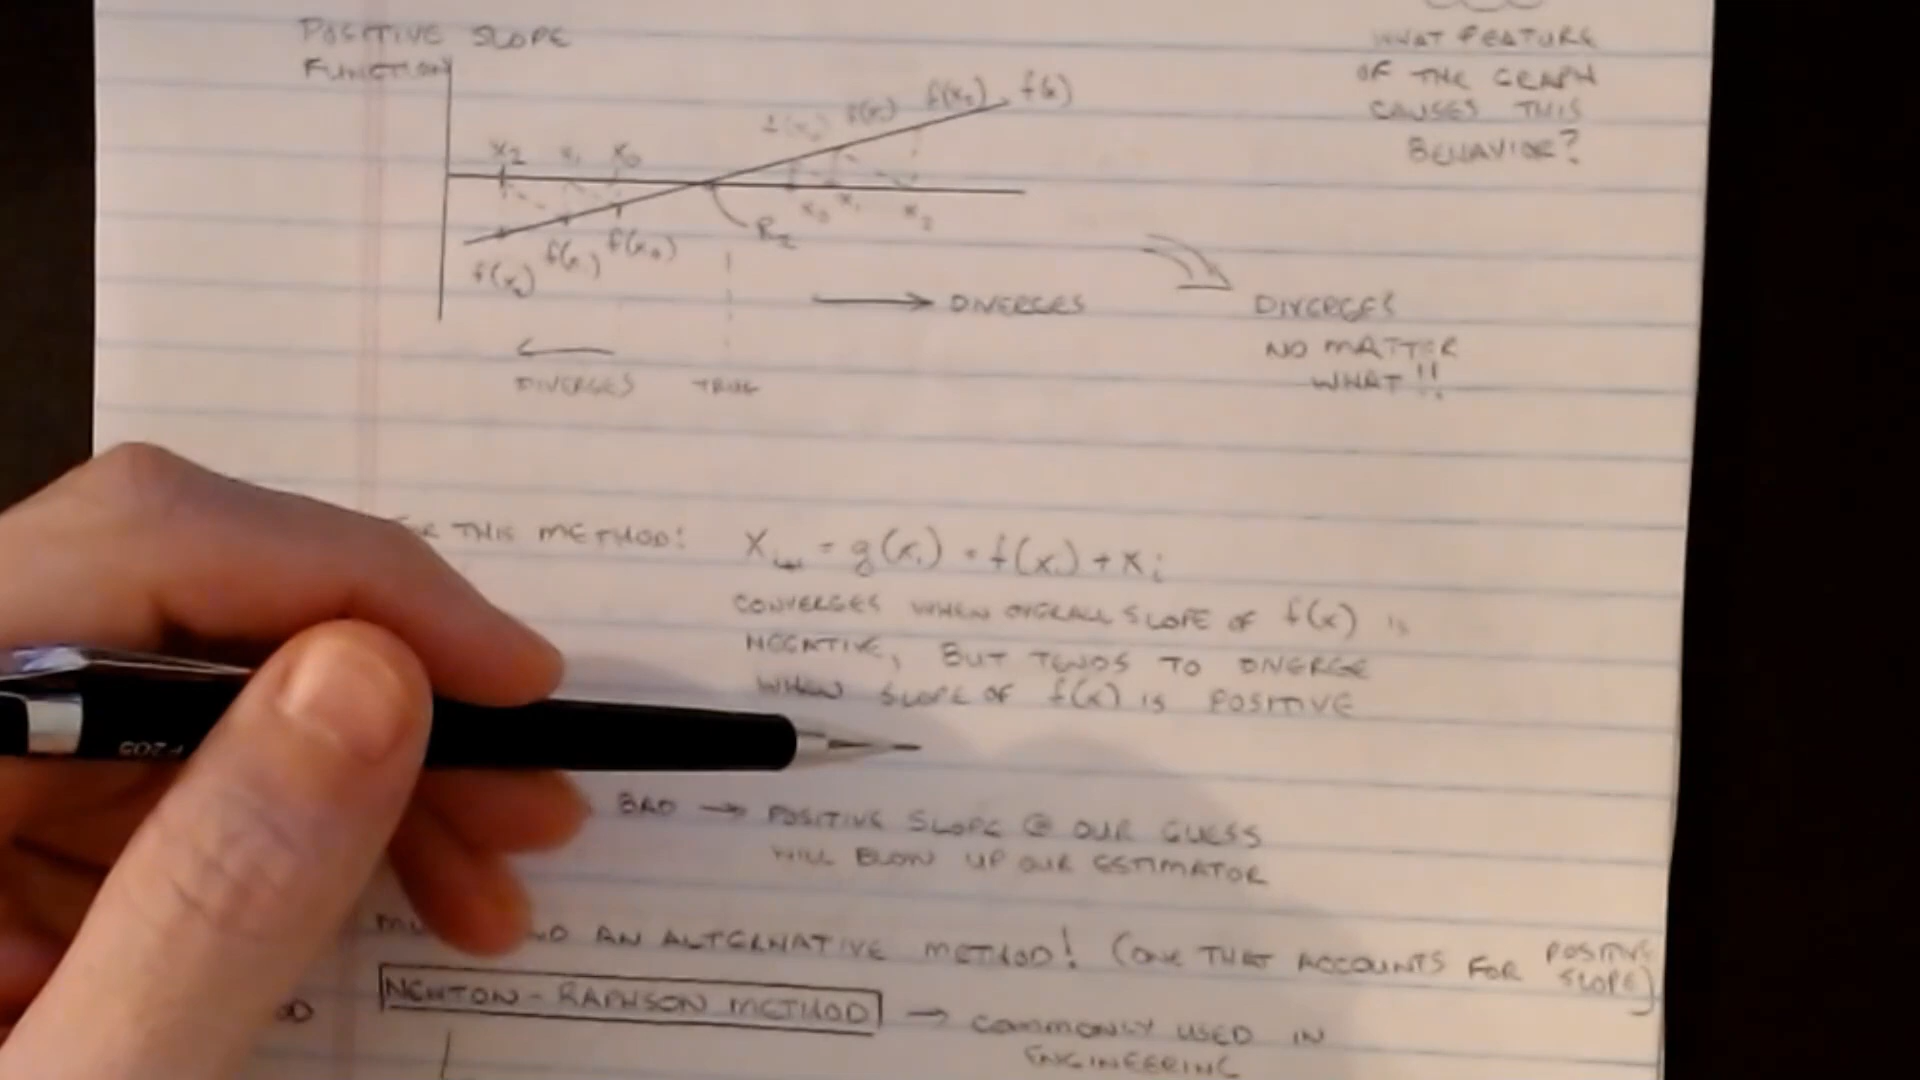 POSITIVE SLOPE
FUNCTION
WHAT FEATURE
OF THE GRAPH
CAUSES THIS
BEHAVIOR?
f(x₀) f(x₁) f(x₂) f(x)
x₂ x₁ x₀
x₀ x₁ x₂
R₂
f(x₂) f(x₁) f(x₀)
→ DIVERGES
←
DIVERGES TRUE
DIVERGES
NO MATTER
WHAT!!
THIS METHOD: Xᵢ₊₁ = g(xᵢ) = f(xᵢ) + xᵢ
CONVERGES WHEN OVERALL SLOPE OF f(x) IS
NEGATIVE, BUT TENDS TO DIVERGE
WHEN SLOPE OF f(x) IS POSITIVE
BAD → POSITIVE SLOPE @ OUR GUESS
WILL BLOW UP OUR ESTIMATOR
AN ALTERNATIVE METHOD! (ONE THAT ACCOUNTS FOR POSITIVE
SLOPE)
NEWTON-RAPHSON METHOD → COMMONLY USED IN
ENGINEERING